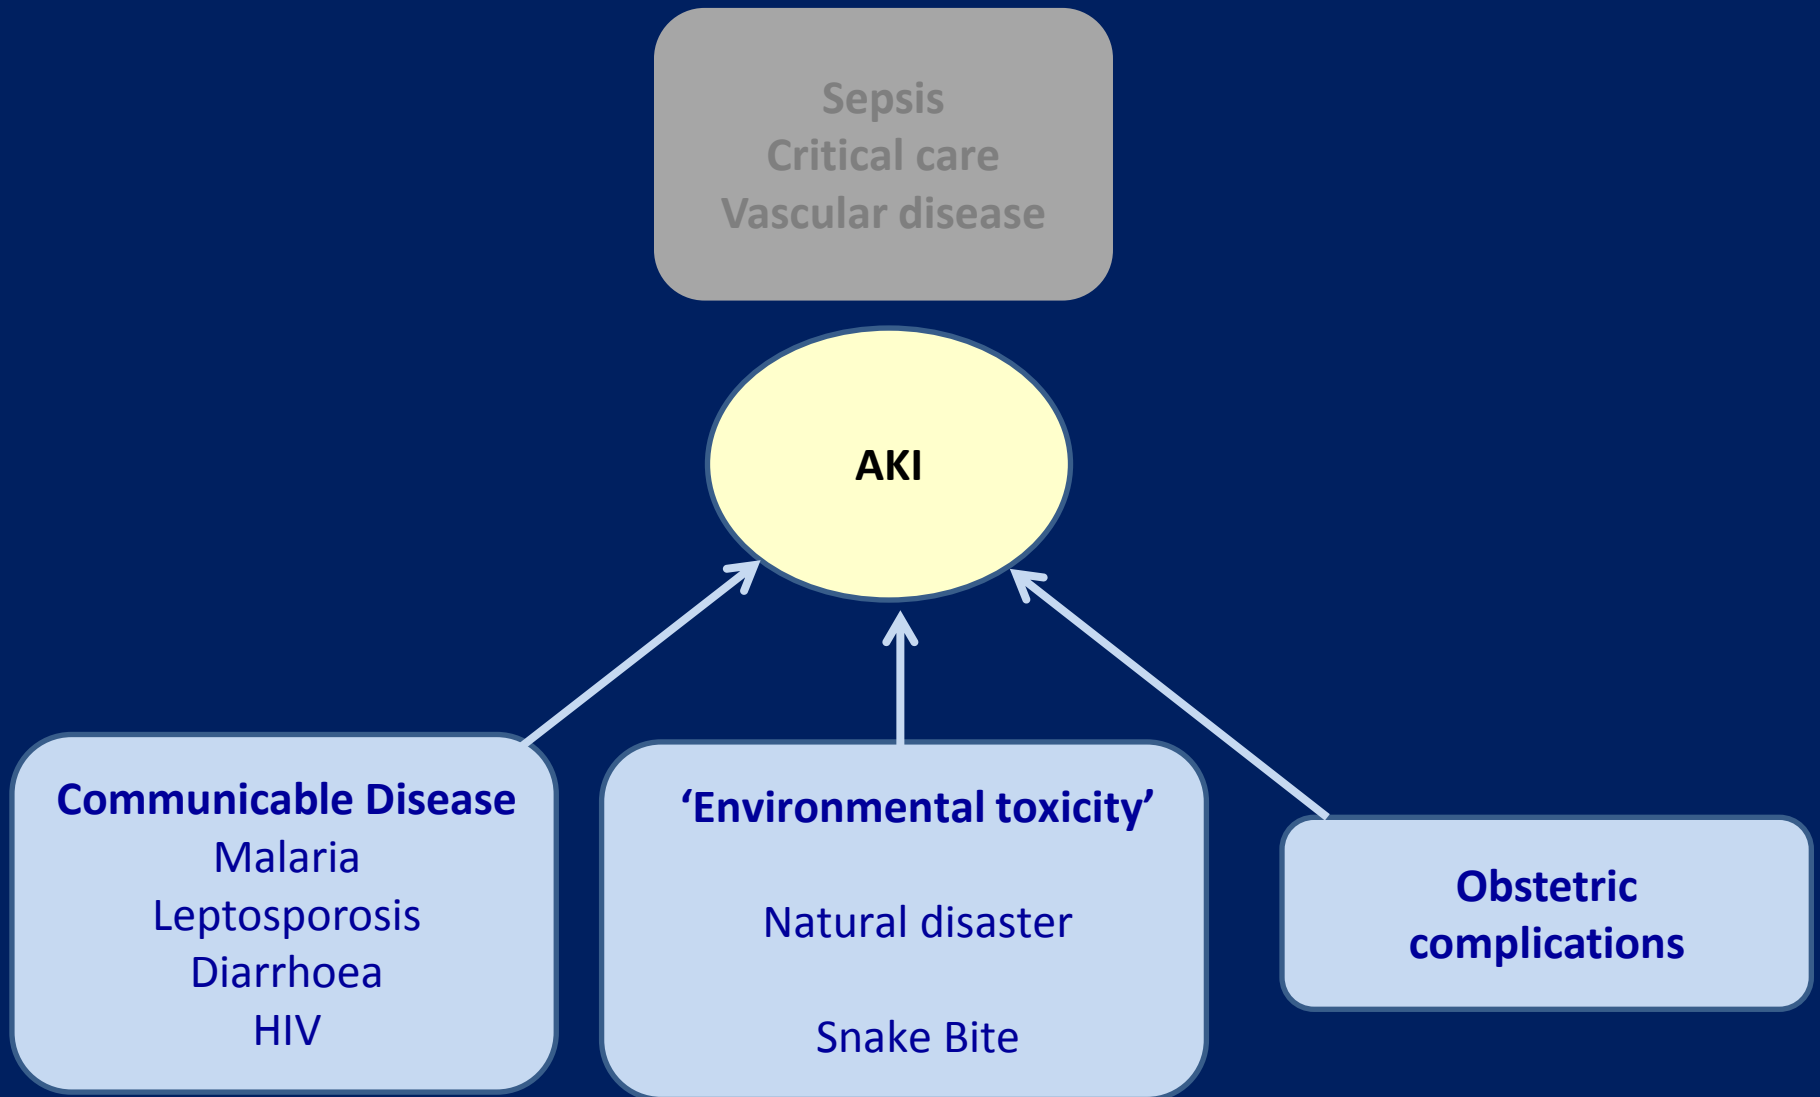 Sepsis
Critical care
Vascular disease
AKI
Communicable Disease
Malaria
Leptosporosis
Diarrhoea
HIV
‘Environmental toxicity’
Natural disaster
Snake Bite
Obstetric
complications